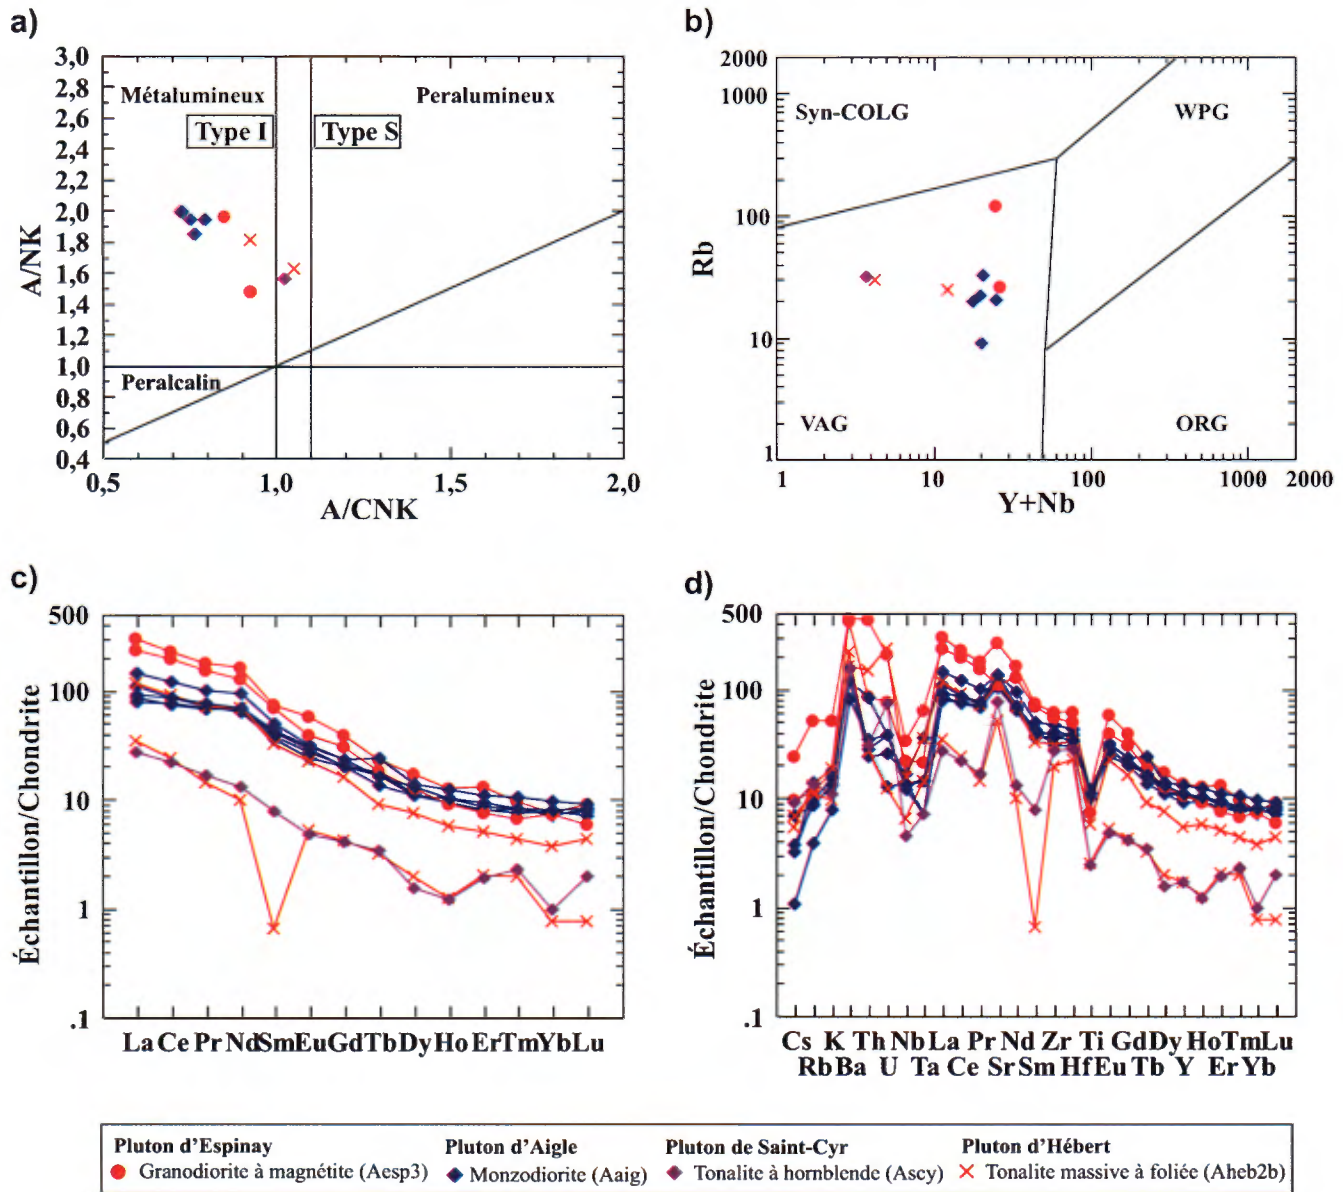 a)
3,0
2,8
2,6
2,4
2,2
2,0
1,8
1,6
1,4
1,2
1,0
0,8
0,6
0,4
A/NK
Métalumineux
Peralumineux
Type I
Type S
Peralcalin
0,5
1,0
1,5
2,0
A/CNK
b)
2000
1000
100
10
1
Rb
Syn-COLG
WPG
VAG
ORG
1
10
100
1000
2000
Y+Nb
c)
500
100
10
1
.1
Échantillon/Chondrite
La Ce Pr Nd Sm Eu Gd Tb Dy Ho Er Tm Yb Lu
d)
500
100
10
1
.1
Échantillon/Chondrite
Cs K Th Nb La Pr Nd Zr Ti Gd Dy Ho Tm Lu
Rb Ba U Ta Ce Sr Sm Hf Eu Tb Y Er Yb
Pluton d'Espinay
Granodiorite à magnétite (Aesp3)
Pluton d'Aigle
Monzodiorite (Aaig)
Pluton de Saint-Cyr
Tonalite à hornblende (Ascy)
Pluton d'Hébert
Tonalite massive à foliée (Aheb2b)